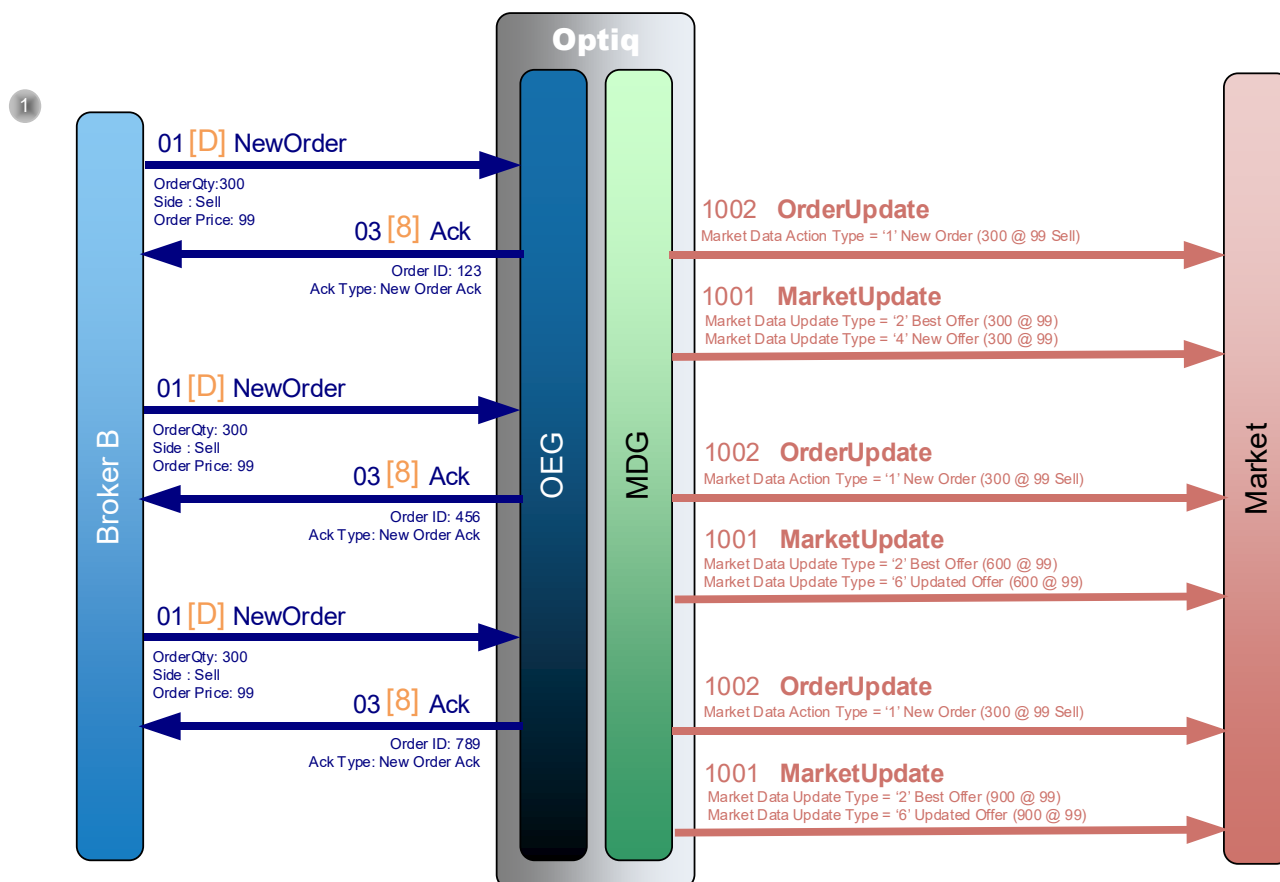 Optiq
1
Broker B
OEG
MDG
Market
01 [D] NewOrder
OrderQty:300
Side : Sell
Order Price: 99
03 [8] Ack
Order ID: 123
Ack Type: New Order Ack
1002 OrderUpdate
Market Data Action Type = ‘1’ New Order (300 @ 99 Sell)
1001 MarketUpdate
Market Data Update Type = ‘2’ Best Offer (300 @ 99)
Market Data Update Type = ‘4’ New Offer (300 @ 99)
01 [D] NewOrder
OrderQty: 300
Side : Sell
Order Price: 99
03 [8] Ack
Order ID: 456
Ack Type: New Order Ack
1002 OrderUpdate
Market Data Action Type = ‘1’ New Order (300 @ 99 Sell)
1001 MarketUpdate
Market Data Update Type = ‘2’ Best Offer (600 @ 99)
Market Data Update Type = ‘6’ Updated Offer (600 @ 99)
01 [D] NewOrder
OrderQty: 300
Side : Sell
Order Price: 99
03 [8] Ack
Order ID: 789
Ack Type: New Order Ack
1002 OrderUpdate
Market Data Action Type = ‘1’ New Order (300 @ 99 Sell)
1001 MarketUpdate
Market Data Update Type = ‘2’ Best Offer (900 @ 99)
Market Data Update Type = ‘6’ Updated Offer (900 @ 99)